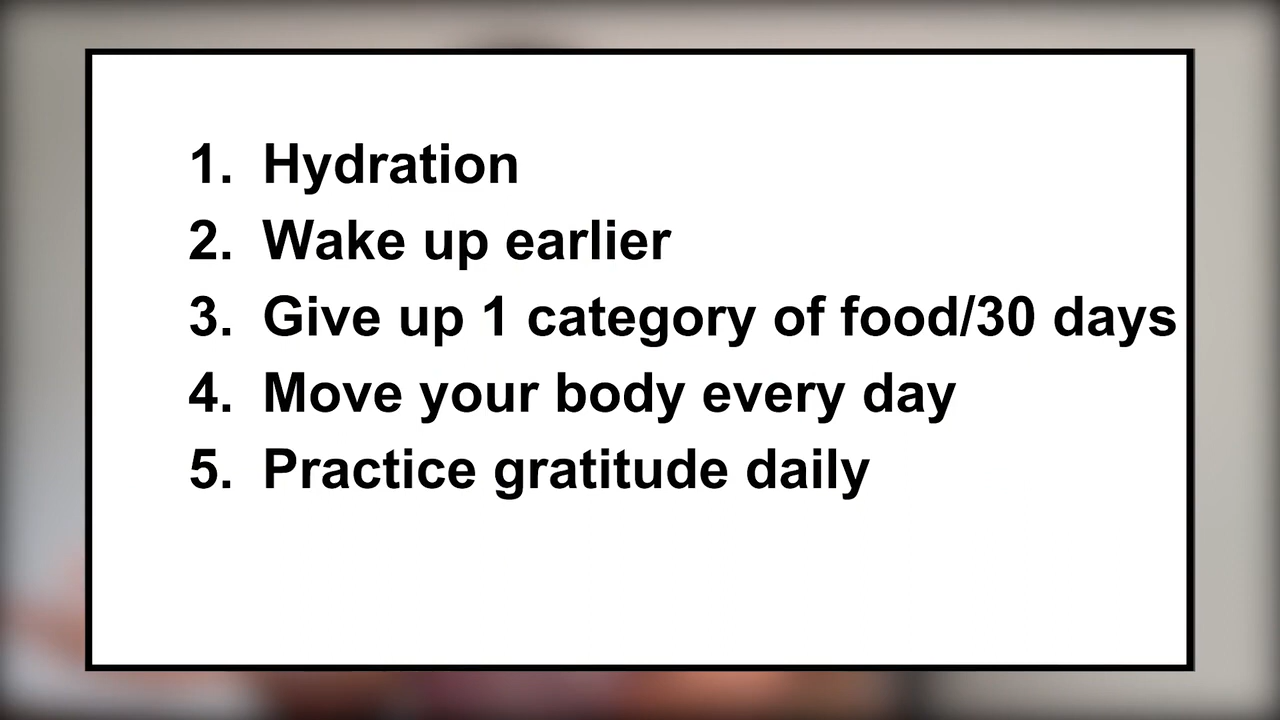 1. Hydration
2. Wake up earlier
3. Give up 1 category of food/30 days
4. Move your body every day
5. Practice gratitude daily